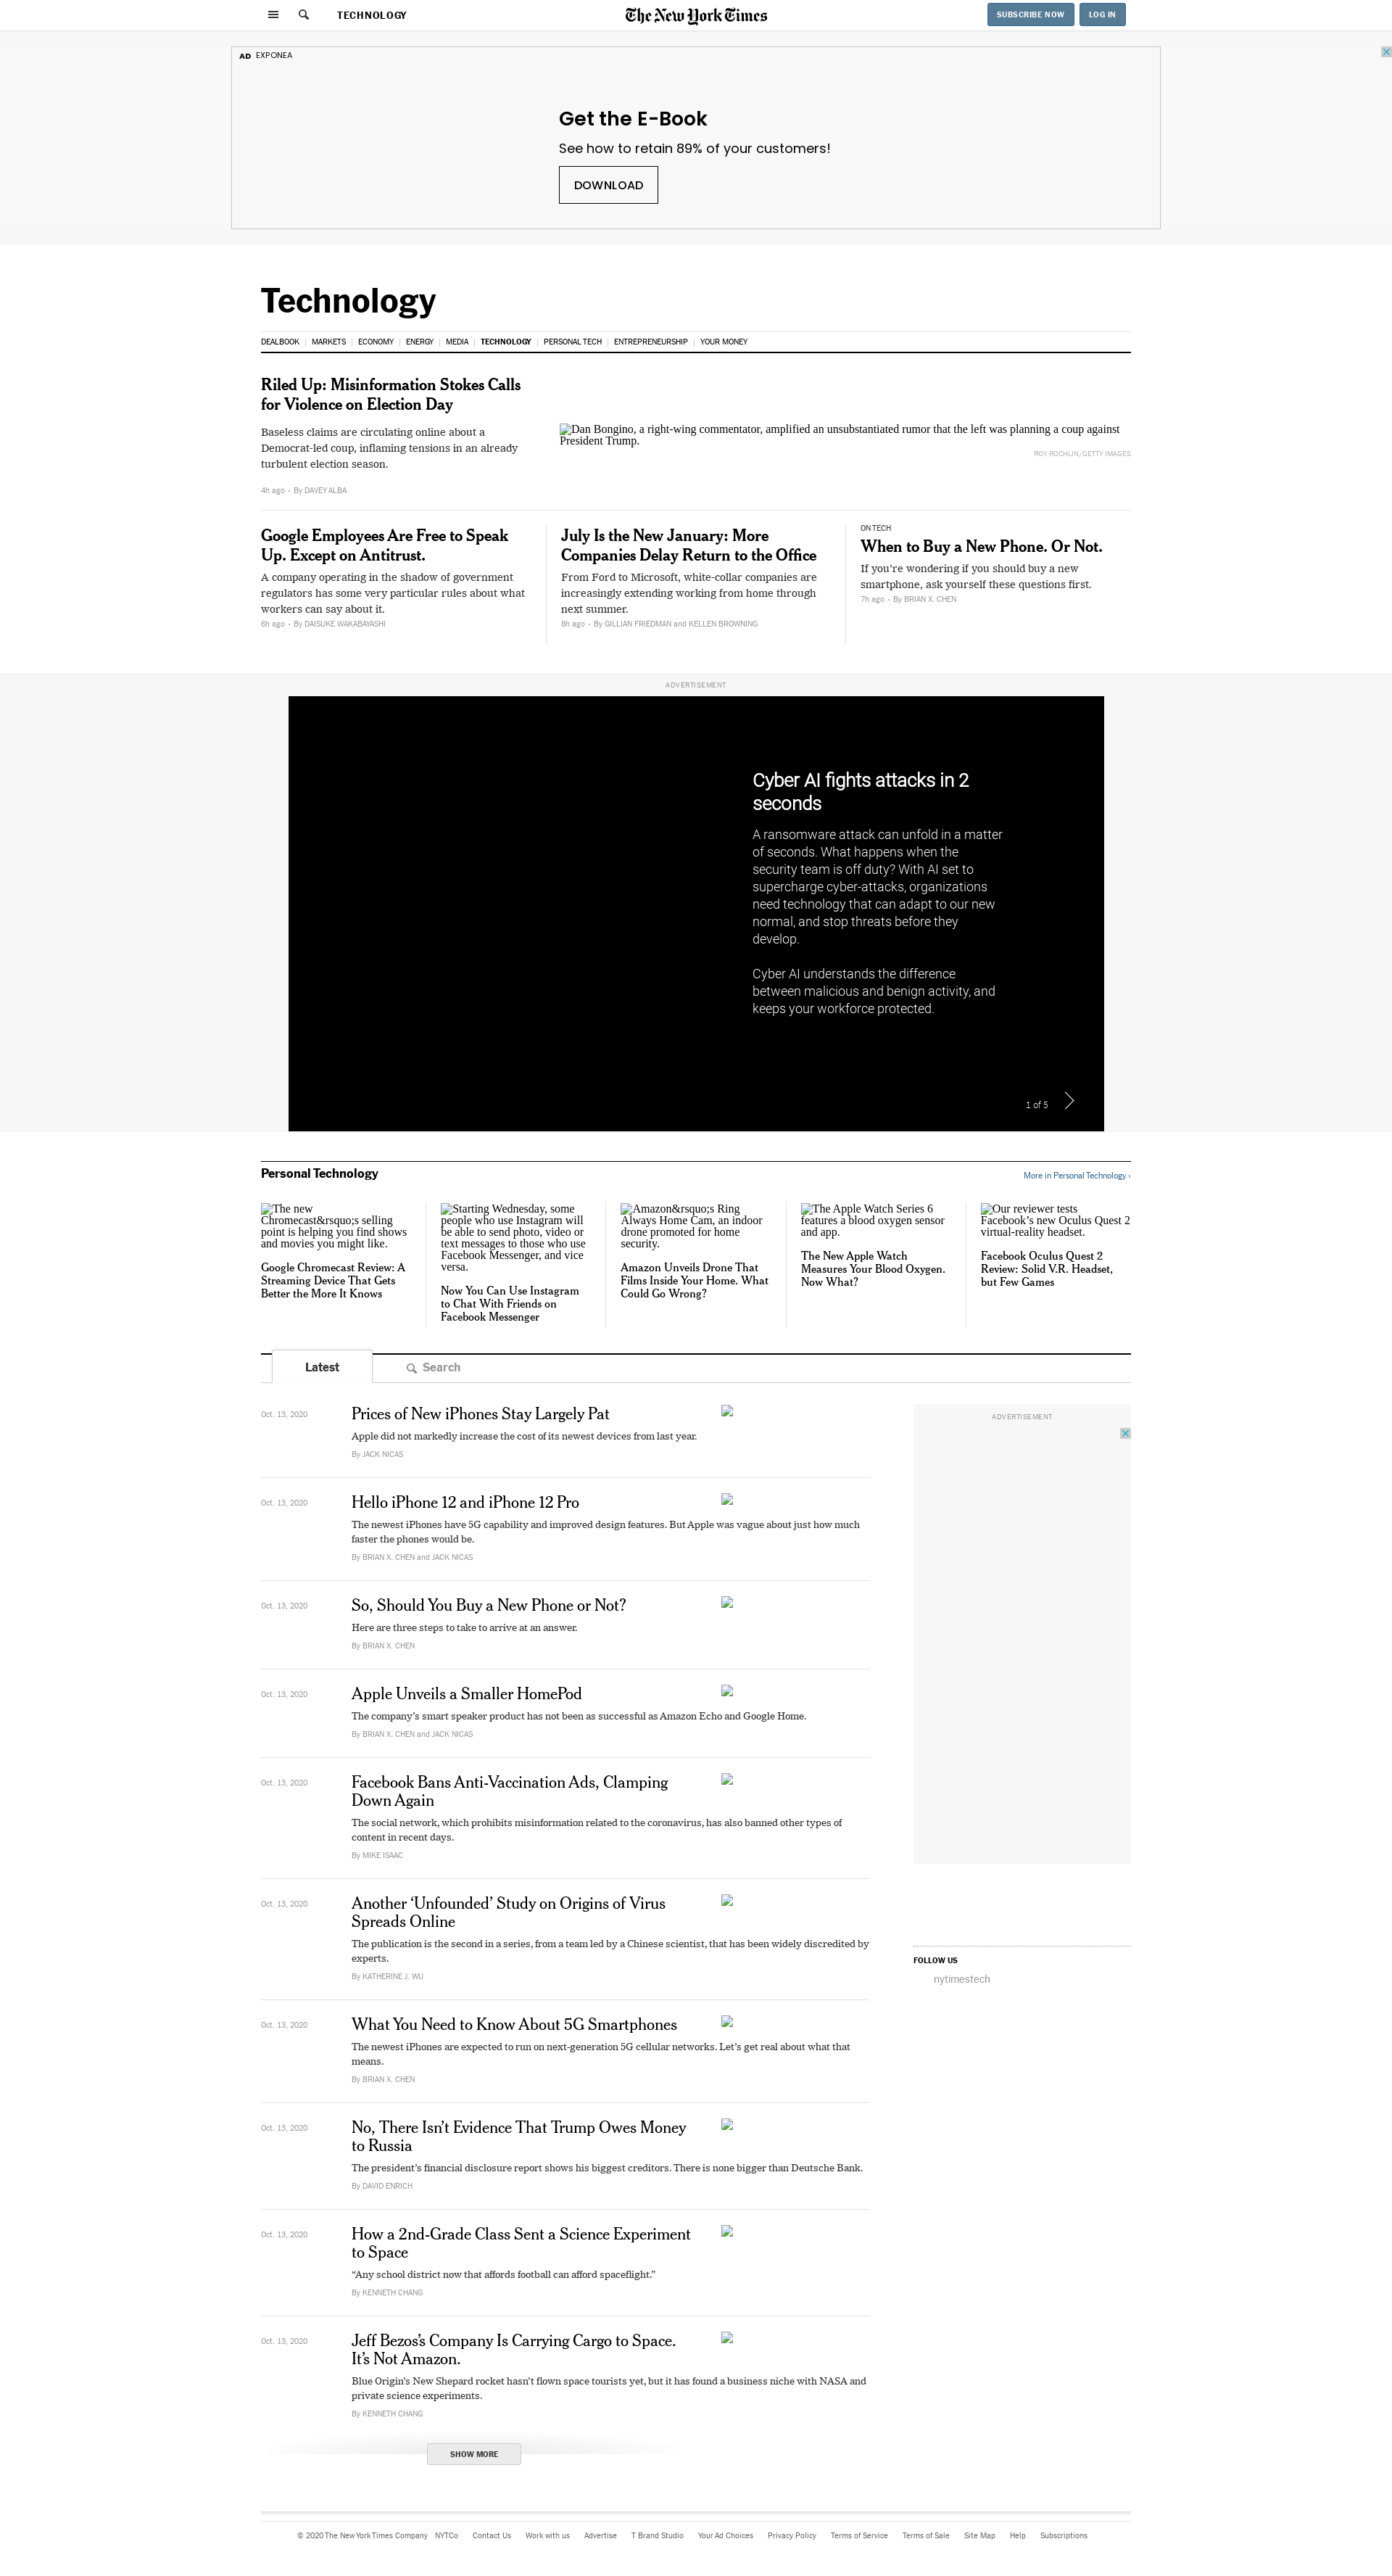 TECHNOLOGY
The New York Times
SUBSCRIBE NOW
LOG IN
AD EXPONEA
Get the E-Book
See how to retain 89% of your customers!
DOWNLOAD
Technology
DEALBOOK
MARKETS
ECONOMY
ENERGY
MEDIA
TECHNOLOGY
PERSONAL TECH
ENTREPRENEURSHIP
YOUR MONEY
Riled Up: Misinformation Stokes Calls
for Violence on Election Day
Baseless claims are circulating online about a
Democrat-led coup, inflaming tensions in an already
turbulent election season.
4h ago • By DAVEY ALBA
Dan Bongino, a right-wing commentator, amplified an unsubstantiated rumor that the left was planning a coup against
President Trump.
ROY ROCHLIN/GETTY IMAGES
Google Employees Are Free to Speak
Up. Except on Antitrust.
A company operating in the shadow of government
regulators has some very particular rules about what
workers can say about it.
6h ago • By DAISUKE WAKABAYASHI
July Is the New January: More
Companies Delay Return to the Office
From Ford to Microsoft, white-collar companies are
increasingly extending working from home through
next summer.
8h ago • By GILLIAN FRIEDMAN and KELLEN BROWNING
ON TECH
When to Buy a New Phone. Or Not.
If you’re wondering if you should buy a new
smartphone, ask yourself these questions first.
7h ago • By BRIAN X. CHEN
ADVERTISEMENT
Cyber AI fights attacks in 2
seconds
A ransomware attack can unfold in a matter
of seconds. What happens when the
security team is off duty? With AI set to
supercharge cyber-attacks, organizations
need technology that can adapt to our new
normal, and stop threats before they
develop.
Cyber AI understands the difference
between malicious and benign activity, and
keeps your workforce protected.
1 of 5
Personal Technology
More in Personal Technology ›
The new
Chromecast&rsquo;s selling
point is helping you find shows
and movies you might like.
Google Chromecast Review: A
Streaming Device That Gets
Better the More It Knows
Starting Wednesday, some
people who use Instagram will
be able to send photo, video or
text messages to those who use
Facebook Messenger, and vice
versa.
Now You Can Use Instagram
to Chat With Friends on
Facebook Messenger
Amazon&rsquo;s Ring
Always Home Cam, an indoor
drone promoted for home
security.
Amazon Unveils Drone That
Films Inside Your Home. What
Could Go Wrong?
The Apple Watch Series 6
features a blood oxygen sensor
and app.
The New Apple Watch
Measures Your Blood Oxygen.
Now What?
Our reviewer tests
Facebook’s new Oculus Quest 2
virtual-reality headset.
Facebook Oculus Quest 2
Review: Solid V.R. Headset,
but Few Games
Latest
Search
Oct. 13, 2020
Prices of New iPhones Stay Largely Pat
Apple did not markedly increase the cost of its newest devices from last year.
By JACK NICAS
Oct. 13, 2020
Hello iPhone 12 and iPhone 12 Pro
The newest iPhones have 5G capability and improved design features. But Apple was vague about just how much
faster the phones would be.
By BRIAN X. CHEN and JACK NICAS
Oct. 13, 2020
So, Should You Buy a New Phone or Not?
Here are three steps to take to arrive at an answer.
By BRIAN X. CHEN
Oct. 13, 2020
Apple Unveils a Smaller HomePod
The company’s smart speaker product has not been as successful as Amazon Echo and Google Home.
By BRIAN X. CHEN and JACK NICAS
Oct. 13, 2020
Facebook Bans Anti-Vaccination Ads, Clamping
Down Again
The social network, which prohibits misinformation related to the coronavirus, has also banned other types of
content in recent days.
By MIKE ISAAC
Oct. 13, 2020
Another ‘Unfounded’ Study on Origins of Virus
Spreads Online
The publication is the second in a series, from a team led by a Chinese scientist, that has been widely discredited by
experts.
By KATHERINE J. WU
Oct. 13, 2020
What You Need to Know About 5G Smartphones
The newest iPhones are expected to run on next-generation 5G cellular networks. Let’s get real about what that
means.
By BRIAN X. CHEN
Oct. 13, 2020
No, There Isn’t Evidence That Trump Owes Money
to Russia
The president’s financial disclosure report shows his biggest creditors. There is none bigger than Deutsche Bank.
By DAVID ENRICH
Oct. 13, 2020
How a 2nd-Grade Class Sent a Science Experiment
to Space
“Any school district now that affords football can afford spaceflight.”
By KENNETH CHANG
Oct. 13, 2020
Jeff Bezos’s Company Is Carrying Cargo to Space.
It’s Not Amazon.
Blue Origin’s New Shepard rocket hasn’t flown space tourists yet, but it has found a business niche with NASA and
private science experiments.
By KENNETH CHANG
SHOW MORE
ADVERTISEMENT
FOLLOW US
nytimestech
© 2020 The New York Times Company
NYTCo
Contact Us
Work with us
Advertise
T Brand Studio
Your Ad Choices
Privacy Policy
Terms of Service
Terms of Sale
Site Map
Help
Subscriptions